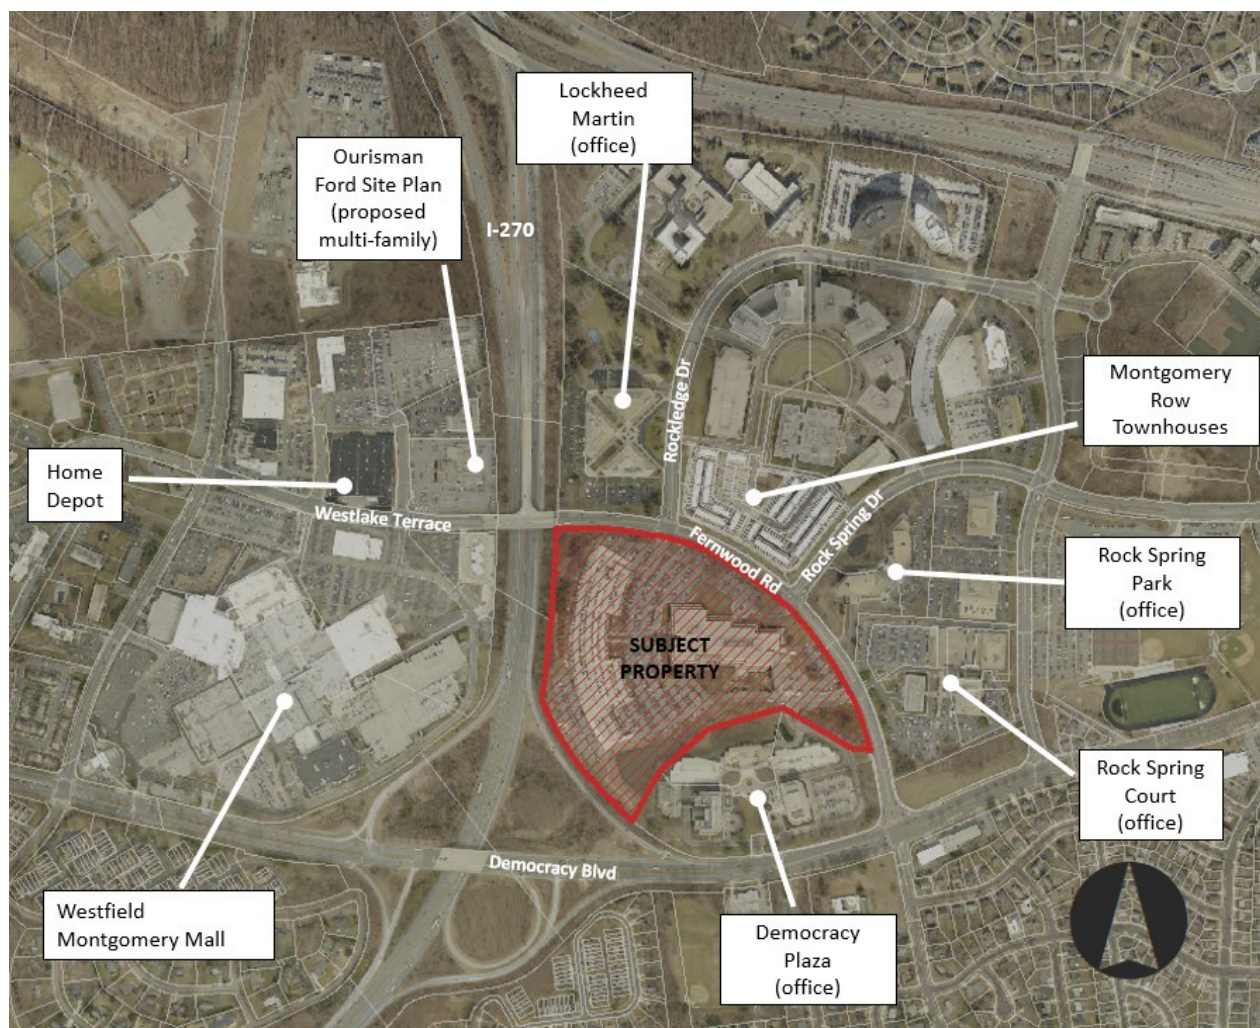 Lockheed
Martin
(office)
Ourisman
Ford Site Plan
(proposed
multi-family)
I-270
Rockledge Dr
Montgomery
Row
Townhouses
Home
Depot
Westlake Terrace
Fernwood Rd
Rock Spring Dr
Rock Spring
Park
(office)
SUBJECT
PROPERTY
Rock Spring
Court
(office)
Democracy Blvd
Westfield
Montgomery Mall
Democracy
Plaza
(office)